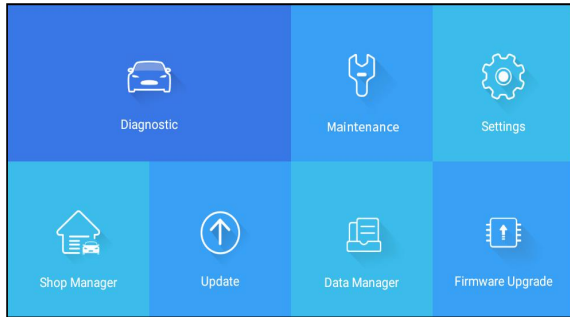 Diagnostic
Maintenance
Settings
Shop Manager
Update
Data Manager
Firmware Upgrade